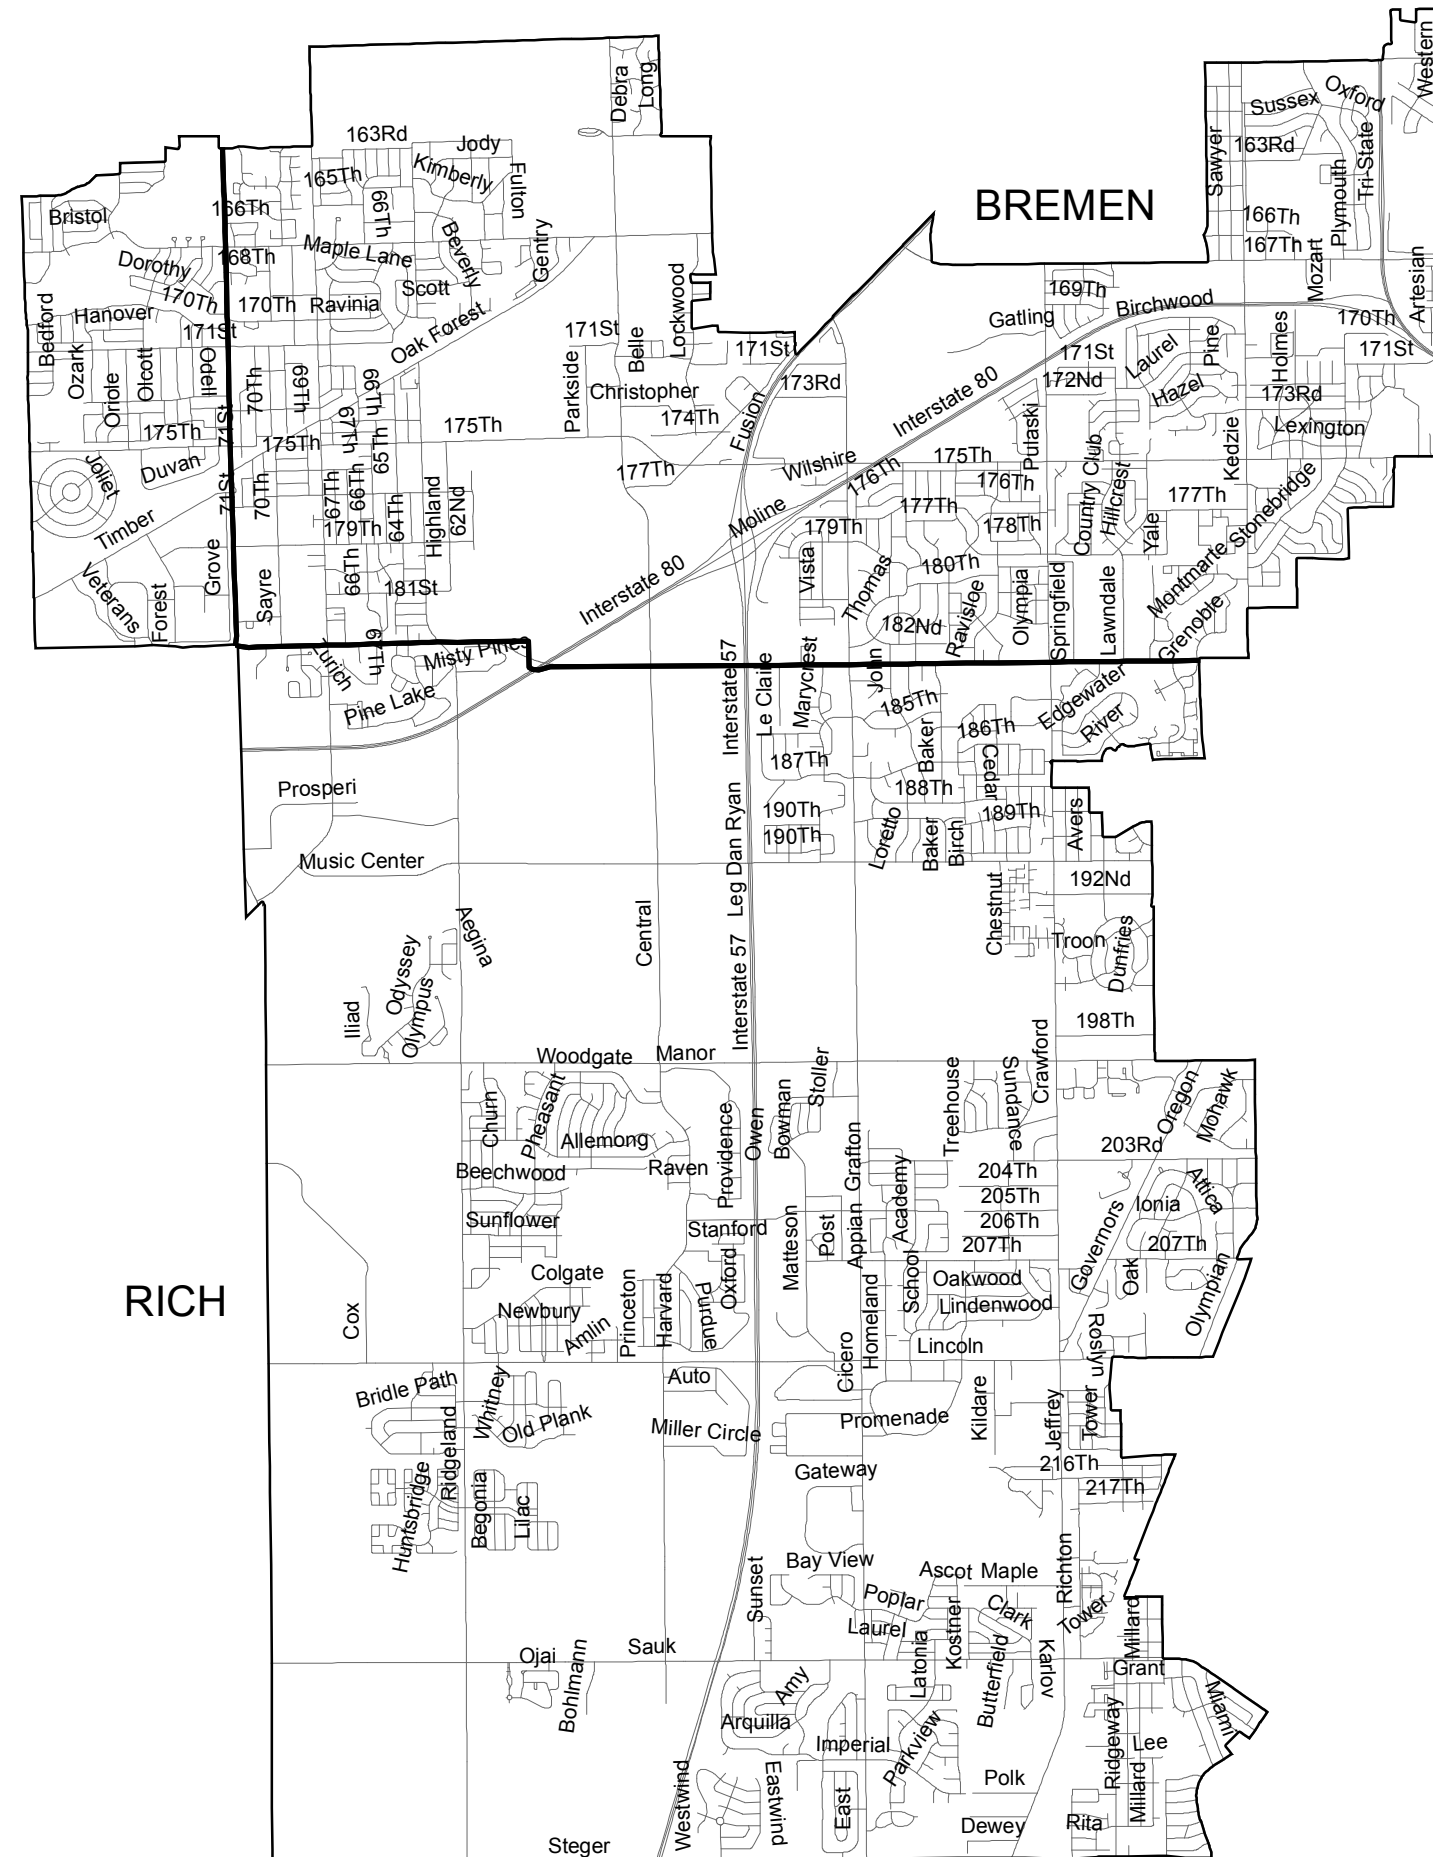 Western
Debra
Long
Sussex
Oxford
163Rd
Jody
163Rd
Tri-State
Sawyer
165Th
Kimberly
Fulton
66Th
Plymouth
BREMEN
Bristol
166Th
166Th
Beverly
Gentry
167Th
Maple Lane
168Th
Dorothy
Mozart
Artesian
Lockwood
Scott
169Th
170Th
170Th
Ravinia
Birchwood
Hanover
Bedford
Gatling
170Th
171St
Oak Forest
171St
Belle
171St
171St
171St
Laurel
Pine
Holmes
Ozark
Olcott
Odell
Oriole
70Th
69Th
66Th
Parkside
Christopher
173Rd
172Nd
Hazel
173Rd
Interstate 80
174Th
Fusion
Lexington
175Th
71St
175Th
67Th
65Th
175Th
Pulaski
Country Club
Kedzie
Duvan
Joliet
177Th
Wilshire
175Th
176Th
176Th
71St
70Th
67Th
66Th
64Th
Highland
62Nd
177Th
Hillcrest
177Th
Stonebridge
Timber
179Th
Moline
179Th
178Th
Yale
Veterans
Forest
Grove
Sayre
66Th
181St
Interstate 80
Vista
Thomas
180Th
Olympia
Springfield
Lawndale
Montmarte
182Nd
Ravisloe
Grenoble
Zurich
67Th
Misty Pines
Interstate 57
Le Claire
Marycrest
John
Pine Lake
185Th
Edgewater
River
186Th
Baker
187Th
Cedar
Prosperi
188Th
190Th
189Th
Avers
Leg Dan Ryan
190Th
Loretto
Baker
Birch
Music Center
192Nd
Chestnut
Aegina
Central
Odyssey
Interstate 57
Troon
Dunfries
Iliad
Olympus
198Th
Woodgate
Manor
Stoller
Crawford
Treehouse
Sundance
Oregon
Mohawk
Churn
Pheasant
Allemong
Providence
Owen
Bowman
203Rd
Beechwood
Raven
Grafton
Academy
204Th
Attica
205Th
Ionia
Sunflower
Stanford
Matteson
Post
Appian
206Th
Governors
207Th
207Th
Colgate
Oxford
School
Oakwood
Oak
Olympian
RICH
Cox
Newbury
Amlin
Princeton
Harvard
Purdue
Homeland
Lindenwood
Lincoln
Roslyn
Cicero
Bridle Path
Whitney
Auto
Promenade
Kildare
Jeffrey
Tower
Ridgeland
Old Plank
Miller Circle
216Th
Gateway
217Th
Huntsbridge
Begonia
Lilac
Bay View
Ascot
Maple
Richton
Sunset
Poplar
Clark
Tower
Millard
Laurel
Kostner
Sauk
Ojai
Bohlmann
Latonia
Butterfield
Karlov
Grant
Amy
Miami
Arquilla
Imperial
Parkview
Ridgeway
Lee
Polk
Millard
Westwind
Eastwind
East
Dewey
Rita
Steger